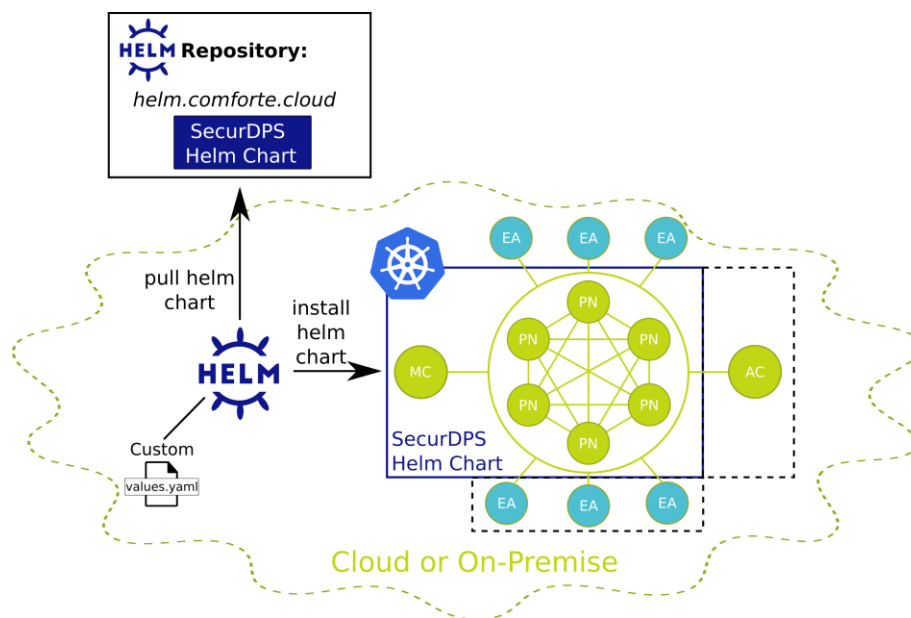 HELM Repository:
helm.comforte.cloud
SecurDPS
Helm Chart
pull helm
chart
install
helm
chart
HELM
Custom
values.yaml
EA
EA
EA
PN
PN
PN
MC
AC
PN
PN
PN
SecurDPS
Helm Chart
EA
EA
EA
Cloud or On-Premise